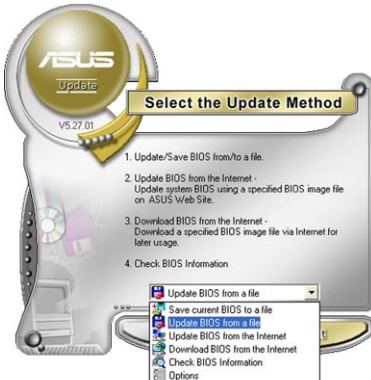 ASUS
Update
V5.27.01
Select the Update Method
1. Update/Save BIOS from/to a file.
2. Update BIOS from the Internet -
Update system BIOS using a specified BIOS image file
on ASUS Web Site.
3. Download BIOS from the Internet -
Download a specified BIOS image file via Internet for
later usage.
4. Check BIOS Information
Update BIOS from a file
Save current BIOS to a file
Update BIOS from a file
Update BIOS from the Internet
Download BIOS from the Internet
Check BIOS Information
Options